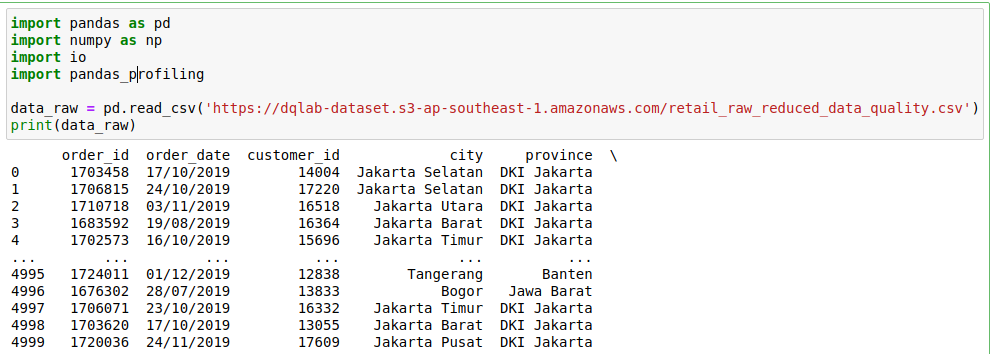 import pandas as pd
import numpy as np
import io
import pandas_profiling
data_raw = pd.read_csv('https://dqlab-dataset.s3-ap-southeast-1.amazonaws.com/retail_raw_reduced_data_quality.csv')
print(data_raw)
order_id order_date customer_id city province \
0 1703458 17/10/2019 14004 Jakarta Selatan DKI Jakarta
1 1706815 24/10/2019 17220 Jakarta Selatan DKI Jakarta
2 1710718 03/11/2019 16518 Jakarta Utara DKI Jakarta
3 1683592 19/08/2019 16364 Jakarta Barat DKI Jakarta
4 1702573 16/10/2019 15696 Jakarta Timur DKI Jakarta
... ... ... ... ... ...
4995 1724011 01/12/2019 12838 Tangerang Banten
4996 1676302 28/07/2019 13833 Bogor Jawa Barat
4997 1706071 23/10/2019 16332 Jakarta Timur DKI Jakarta
4998 1703620 17/10/2019 13055 Jakarta Barat DKI Jakarta
4999 1720036 24/11/2019 17609 Jakarta Pusat DKI Jakarta